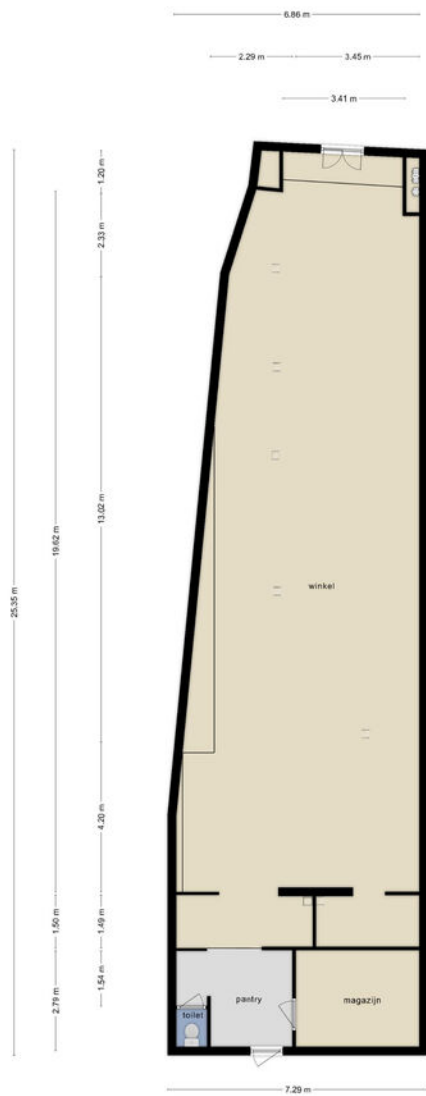 6.86 m
2.29 m
3.45 m
3.41 m
1.20 m
2.33 m
13.02 m
19.62 m
25.35 m
winkel
4.20 m
1.50 m
1.49 m
1.54 m
2.79 m
pantry
magazijn
toilet
7.29 m